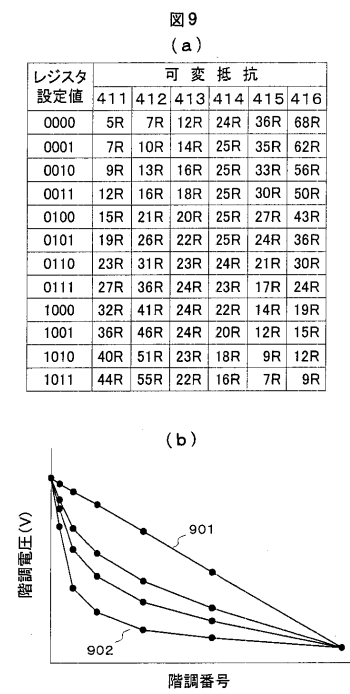 図9
(a)
レジスタ設定値 可変抵抗
411 412 413 414 415 416
0000 5R 7R 12R 24R 36R 68R
0001 7R 10R 14R 25R 35R 62R
0010 9R 13R 16R 25R 33R 56R
0011 12R 16R 18R 25R 30R 50R
0100 15R 21R 20R 25R 27R 43R
0101 19R 26R 22R 25R 24R 36R
0110 23R 31R 23R 24R 21R 30R
0111 27R 36R 24R 23R 17R 24R
1000 32R 41R 24R 22R 14R 19R
1001 36R 46R 24R 20R 12R 15R
1010 40R 51R 23R 18R 9R 12R
1011 44R 55R 22R 16R 7R 9R
(b)
階調電圧(V)
901
902
階調番号